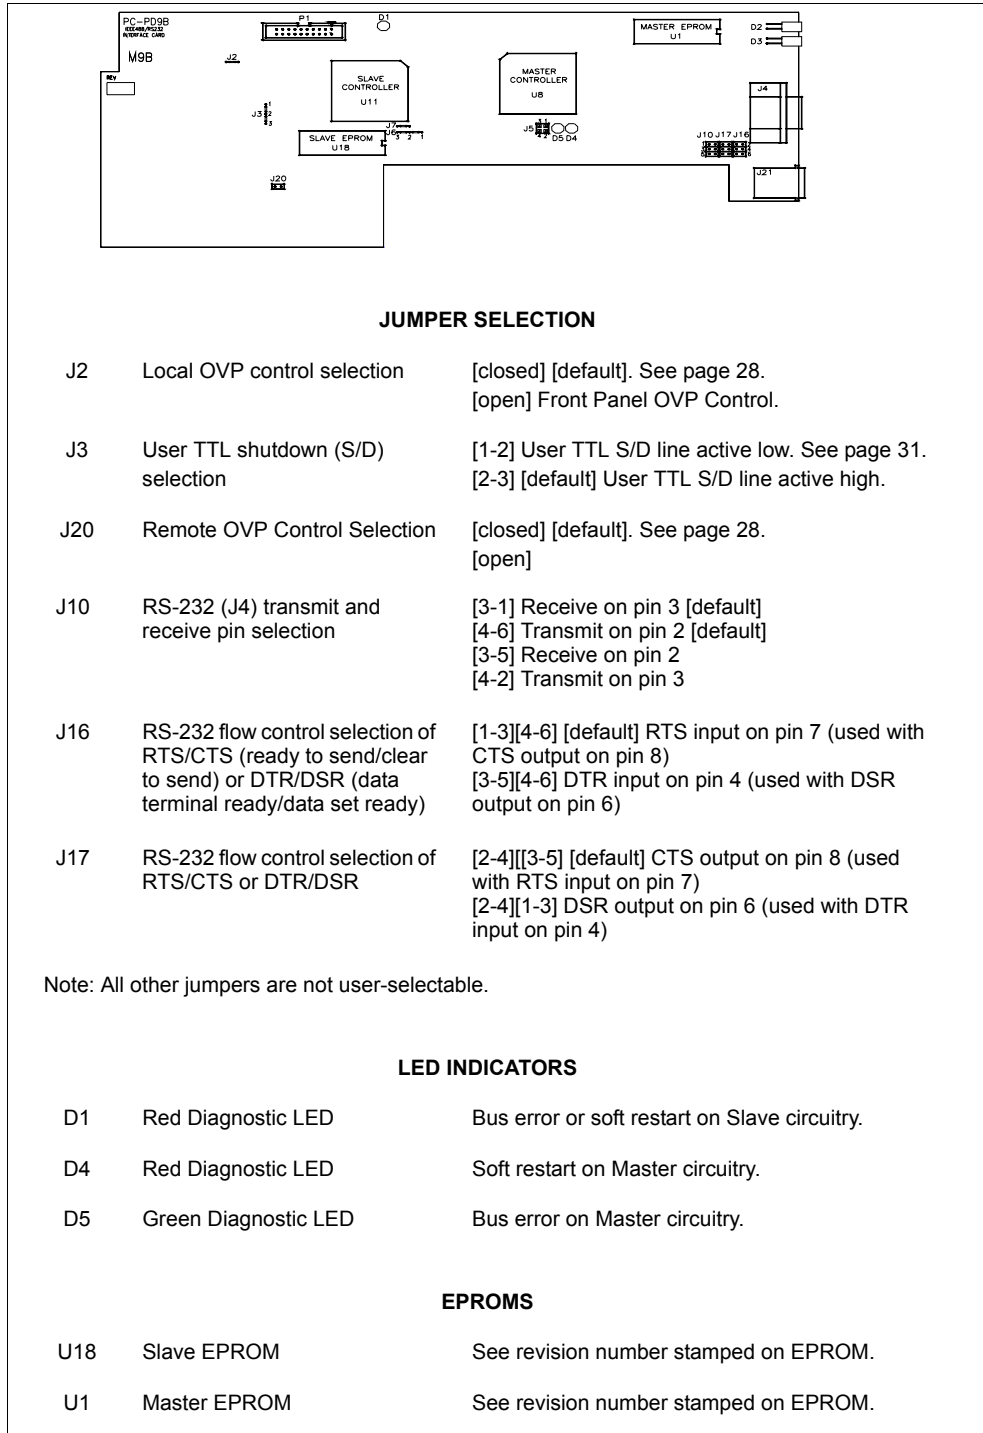 PC-PD9B
IEEE488/RS232
INTERFACE CARD
M9B
REV
P1
D1
MASTER EPROM
U1
D2
D3
J2
SLAVE
CONTROLLER
U11
MASTER
CONTROLLER
U8
J4
J3
1
2
3
J7
J6
3 2 1
SLAVE EPROM
U18
J5
D5 D4
J10 J17 J16
J20
J21
JUMPER SELECTION
J2 Local OVP control selection [closed] [default]. See page 28.
[open] Front Panel OVP Control.
J3 User TTL shutdown (S/D) [1-2] User TTL S/D line active low. See page 31.
selection [2-3] [default] User TTL S/D line active high.
J20 Remote OVP Control Selection [closed] [default]. See page 28.
[open]
J10 RS-232 (J4) transmit and [3-1] Receive on pin 3 [default]
receive pin selection [4-6] Transmit on pin 2 [default]
[3-5] Receive on pin 2
[4-2] Transmit on pin 3
J16 RS-232 flow control selection of [1-3][4-6] [default] RTS input on pin 7 (used with
RTS/CTS (ready to send/clear CTS output on pin 8)
to send) or DTR/DSR (data [3-5][4-6] DTR input on pin 4 (used with DSR
terminal ready/data set ready) output on pin 6)
J17 RS-232 flow control selection of [2-4][[3-5] [default] CTS output on pin 8 (used
RTS/CTS or DTR/DSR with RTS input on pin 7)
[2-4][1-3] DSR output on pin 6 (used with DTR
input on pin 4)
Note: All other jumpers are not user-selectable.
LED INDICATORS
D1 Red Diagnostic LED Bus error or soft restart on Slave circuitry.
D4 Red Diagnostic LED Soft restart on Master circuitry.
D5 Green Diagnostic LED Bus error on Master circuitry.
EPROMS
U18 Slave EPROM See revision number stamped on EPROM.
U1 Master EPROM See revision number stamped on EPROM.